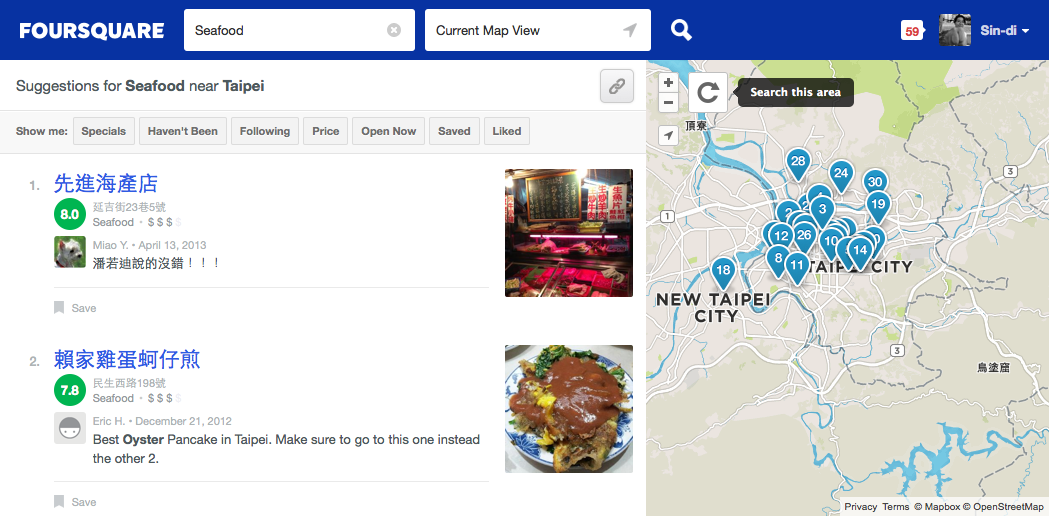 FOURSQUARE
Seafood
Current Map View
59
Sin-di
Suggestions for Seafood near Taipei
Show me:
Specials
Haven't Been
Following
Price
Open Now
Saved
Liked
1.
先進海產店
8.0
延吉街23巷5號
Seafood • $ $ $ $
Miao Y. • April 13, 2013
潘若迪說的沒錯！！！
Save
2.
賴家雞蛋蚵仔煎
7.8
民生西路198號
Seafood • $ $ $ $
Eric H. • December 21, 2012
Best Oyster Pancake in Taipei. Make sure to go to this one instead
the other 2.
Save
+
−
Search this area
頂寮
28
24
30
3
19
3
1
2
12
26
10
8
11
14
18
TAIPEI CITY
NEW TAIPEI
CITY
3
烏塗窟
Privacy Terms © Mapbox © OpenStreetMap